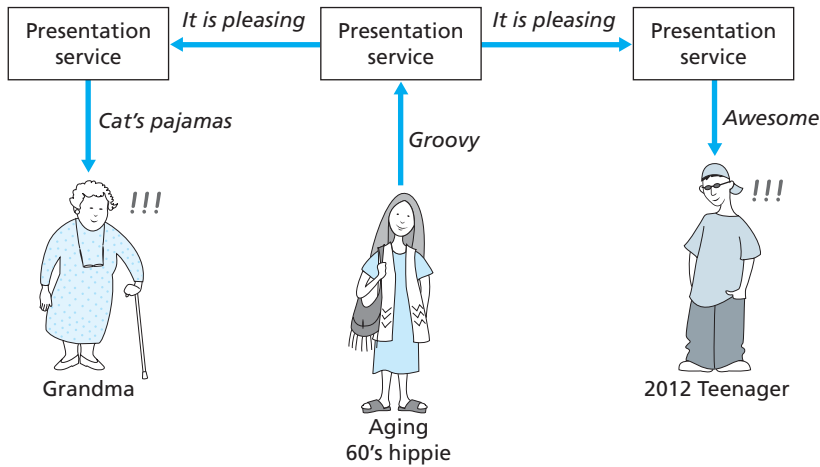 It is pleasing
It is pleasing
Presentation
service
Presentation
service
Presentation
service
Cat's pajamas
Groovy
Awesome
!!!
!!!
Grandma
Aging
60's hippie
2012 Teenager